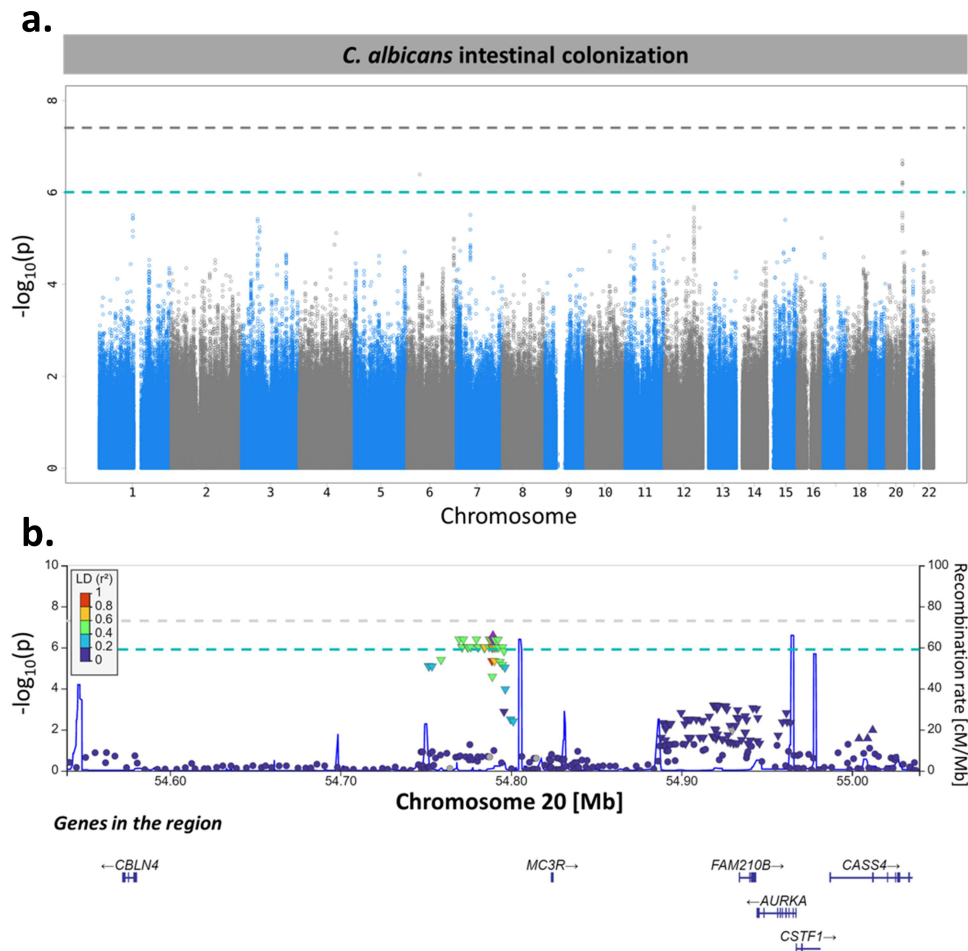 a.
C. albicans intestinal colonization
8
6
4
2
0
-log10(p)
1 2 3 4 5 6 7 8 9 10 11 12 13 14 15 16 18 20 22
Chromosome
b.
LD (r²)
1
0.8
0.6
0.4
0.2
0
10
8
6
4
2
0
-log10(p)
100
80
60
40
20
0
Recombination rate [cM/Mb]
54.60 54.70 54.80 54.90 55.00
Chromosome 20 [Mb]
Genes in the region
←CBLN4 MC3R→ FAM210B→ CASS4→
←AURKA
CSTF1→